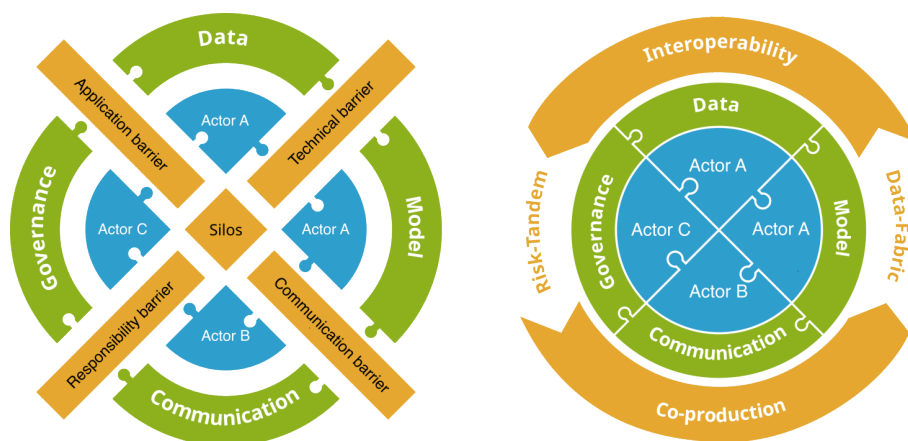 Data
Application barrier
Technical barrier
Actor A
Governance
Actor C
Silos
Actor A
Model
Responsibility barrier
Communication barrier
Actor B
Communication
Interoperability
Data
Actor A
Risk-Tandem
Governance
Actor C
Actor A
Model
Data-Fabric
Actor B
Communication
Co-production